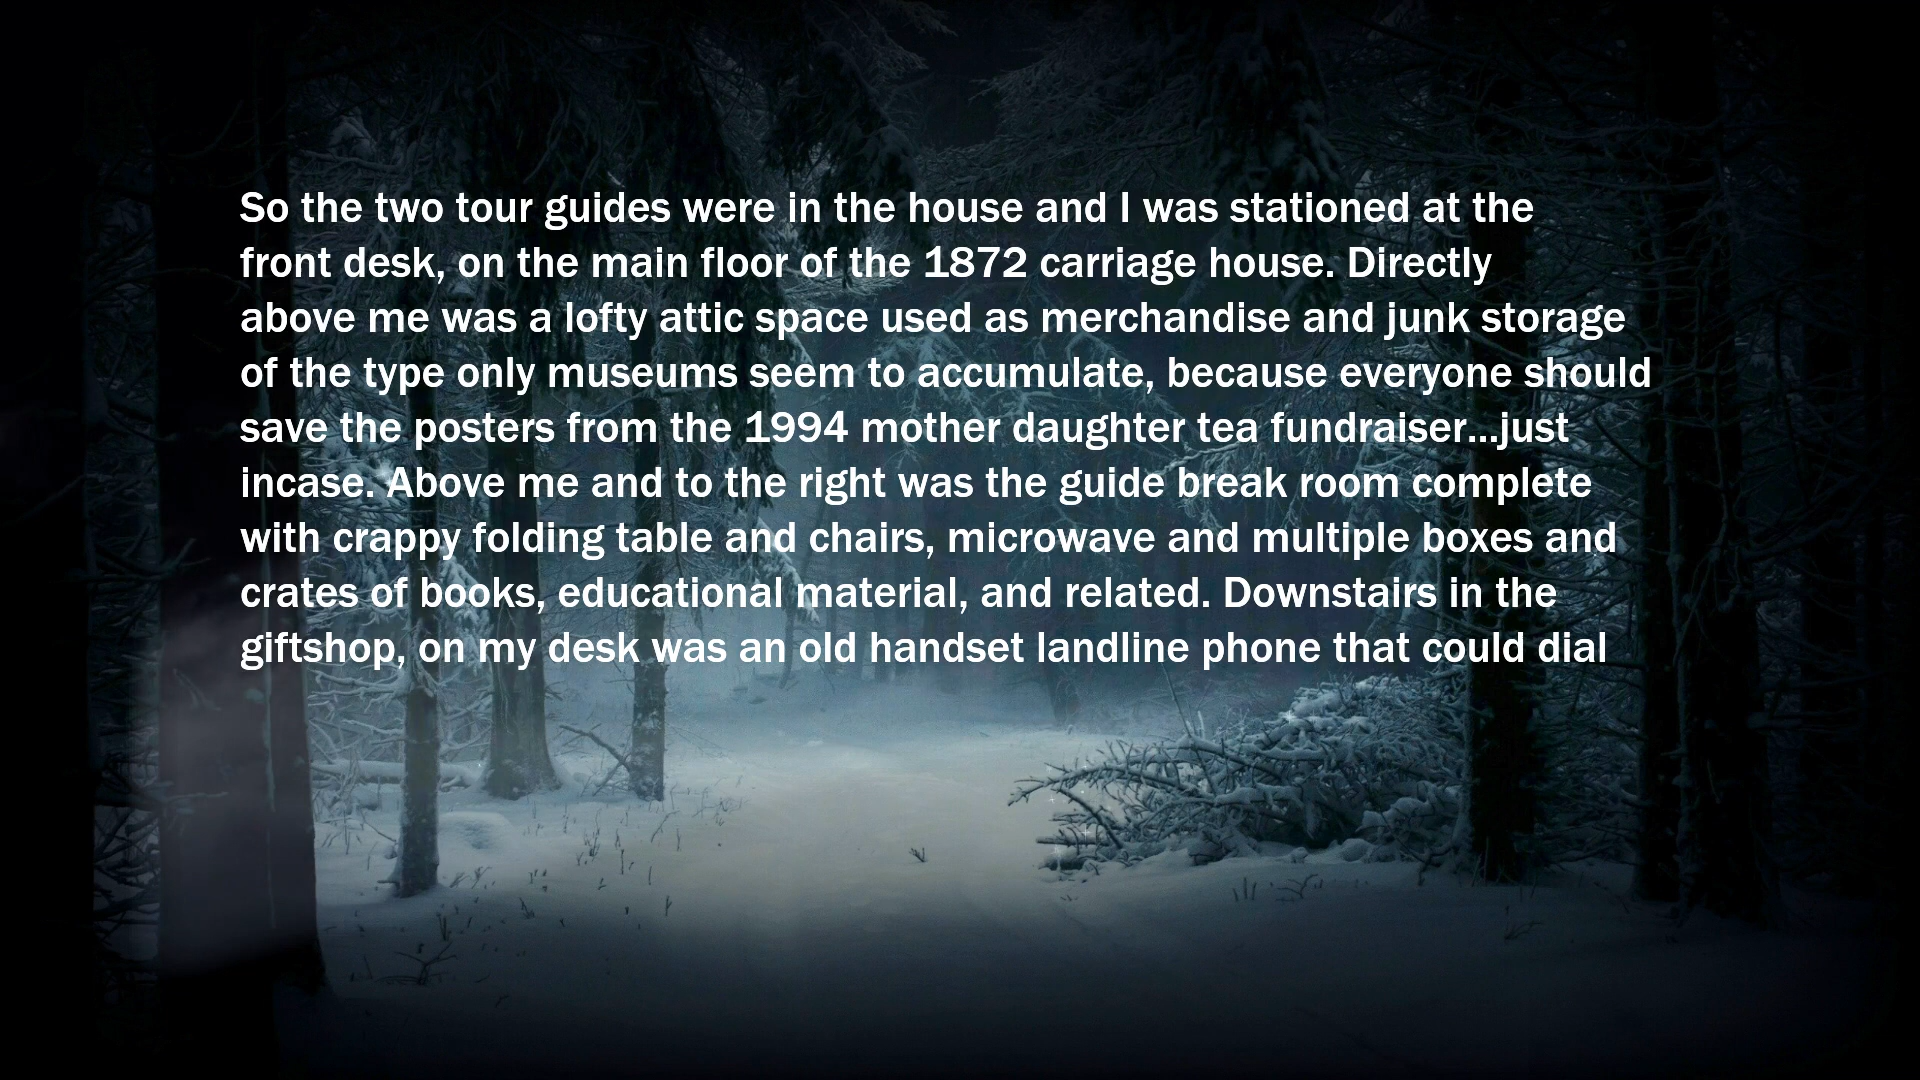 So the two tour guides were in the house and I was stationed at the
front desk, on the main floor of the 1872 carriage house. Directly
above me was a lofty attic space used as merchandise and junk storage
of the type only museums seem to accumulate, because everyone should
save the posters from the 1994 mother daughter tea fundraiser...just
incase. Above me and to the right was the guide break room complete
with crappy folding table and chairs, microwave and multiple boxes and
crates of books, educational material, and related. Downstairs in the
giftshop, on my desk was an old handset landline phone that could dial